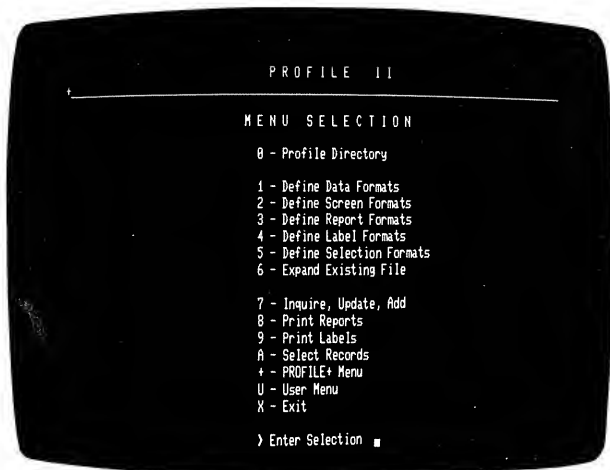 PROFILE II
+
MENU SELECTION
0 - Profile Directory
1 - Define Data Formats
2 - Define Screen Formats
3 - Define Report Formats
4 - Define Label Formats
5 - Define Selection Formats
6 - Expand Existing File
7 - Inquire, Update, Add
8 - Print Reports
9 - Print Labels
A - Select Records
+ - PROFILE+ Menu
U - User Menu
X - Exit
> Enter Selection